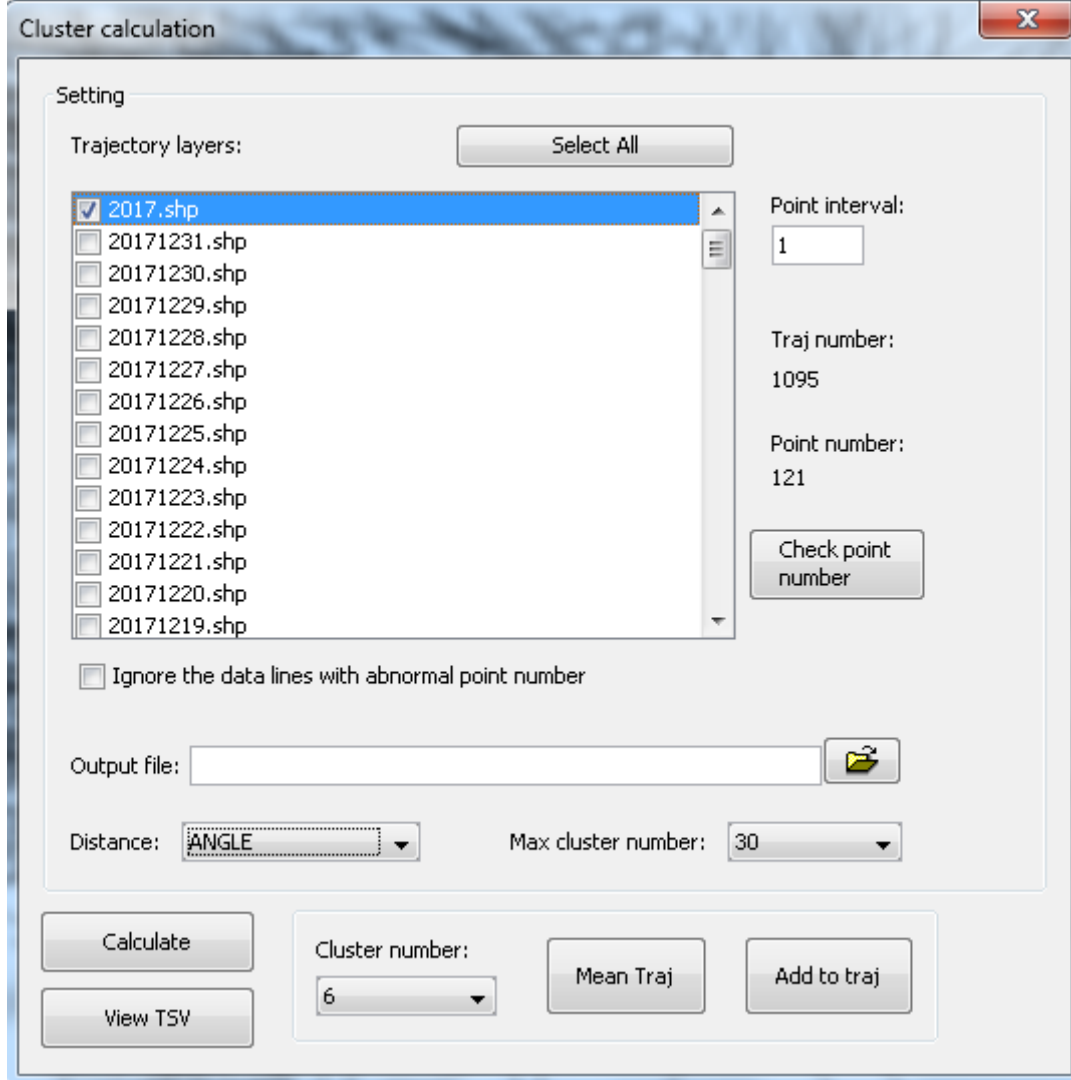 Cluster calculation
Setting
Trajectory layers:
Select All
2017.shp
20171231.shp
20171230.shp
20171229.shp
20171228.shp
20171227.shp
20171226.shp
20171225.shp
20171224.shp
20171223.shp
20171222.shp
20171221.shp
20171220.shp
20171219.shp
Point interval:
1
Traj number:
1095
Point number:
121
Check point
number
Ignore the data lines with abnormal point number
Output file:
Distance: ANGLE Max cluster number: 30
Calculate
View TSV
Cluster number:
6
Mean Traj
Add to traj